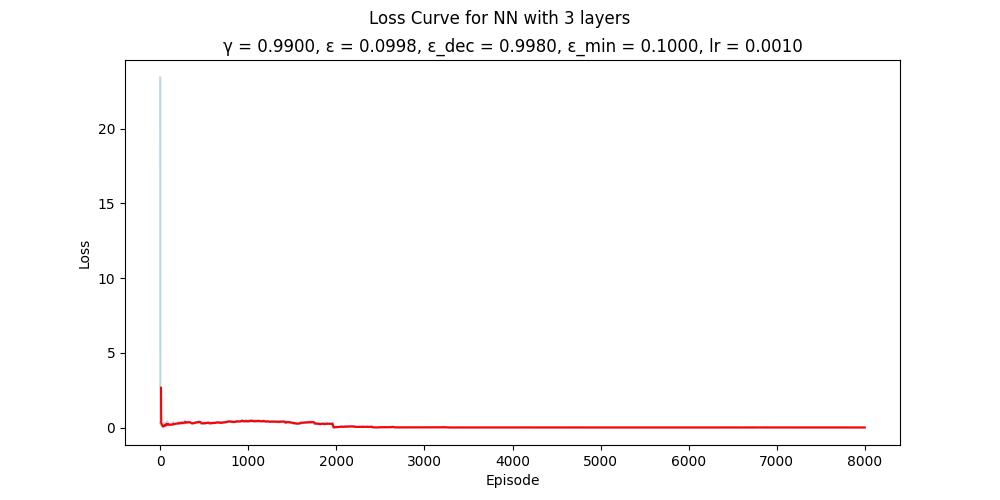 Loss Curve for NN with 3 layers
γ = 0.9900, ε = 0.0998, ε_dec = 0.9980, ε_min = 0.1000, lr = 0.0010
Loss
20
15
10
5
0
0 1000 2000 3000 4000 5000 6000 7000 8000
Episode